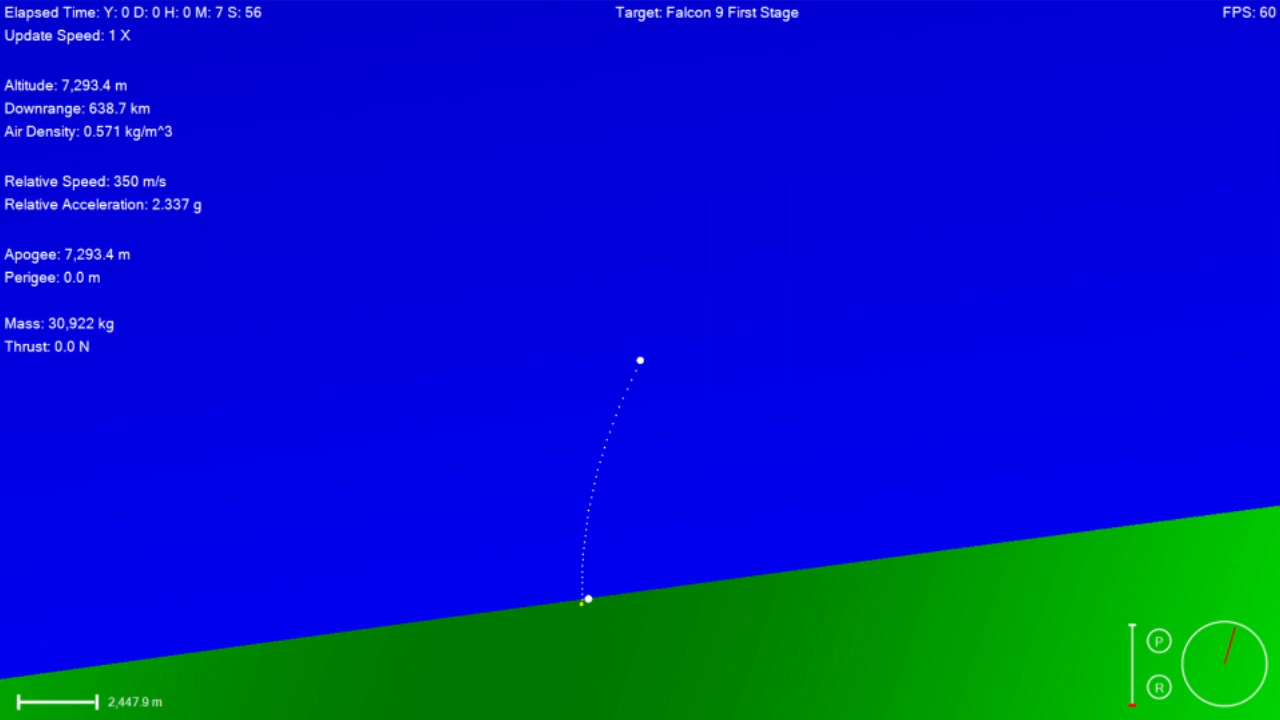 Elapsed Time: Y: 0 D: 0 H: 0 M: 7 S: 56
Target: Falcon 9 First Stage
FPS: 60
Update Speed: 1 X
Altitude: 7,293.4 m
Downrange: 638.7 km
Air Density: 0.571 kg/m^3
Relative Speed: 350 m/s
Relative Acceleration: 2.337 g
Apogee: 7,293.4 m
Perigee: 0.0 m
Mass: 30,922 kg
Thrust: 0.0 N
P
R
2,447.9 m